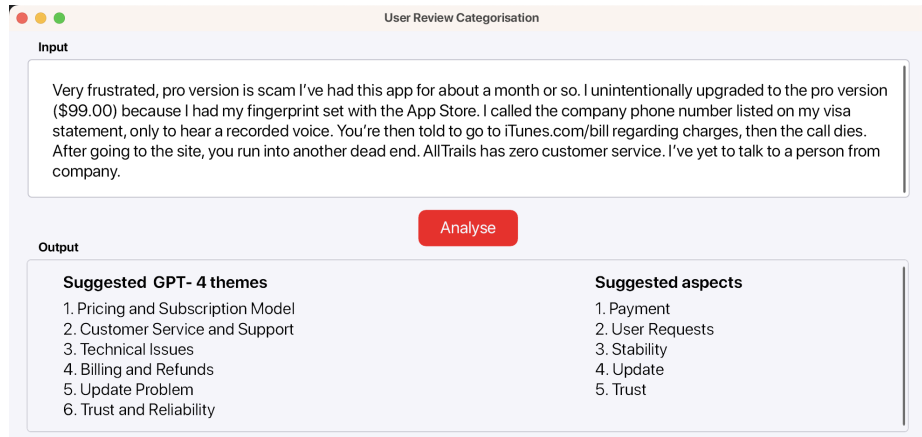 User Review Categorisation
Input
Very frustrated, pro version is scam I've had this app for about a month or so. I unintentionally upgraded to the pro version
($99.00) because I had my fingerprint set with the App Store. I called the company phone number listed on my visa
statement, only to hear a recorded voice. You're then told to go to iTunes.com/bill regarding charges, then the call dies.
After going to the site, you run into another dead end. AllTrails has zero customer service. I've yet to talk to a person from
company.
Analyse
Output
Suggested GPT- 4 themes
1. Pricing and Subscription Model
2. Customer Service and Support
3. Technical Issues
4. Billing and Refunds
5. Update Problem
6. Trust and Reliability
Suggested aspects
1. Payment
2. User Requests
3. Stability
4. Update
5. Trust